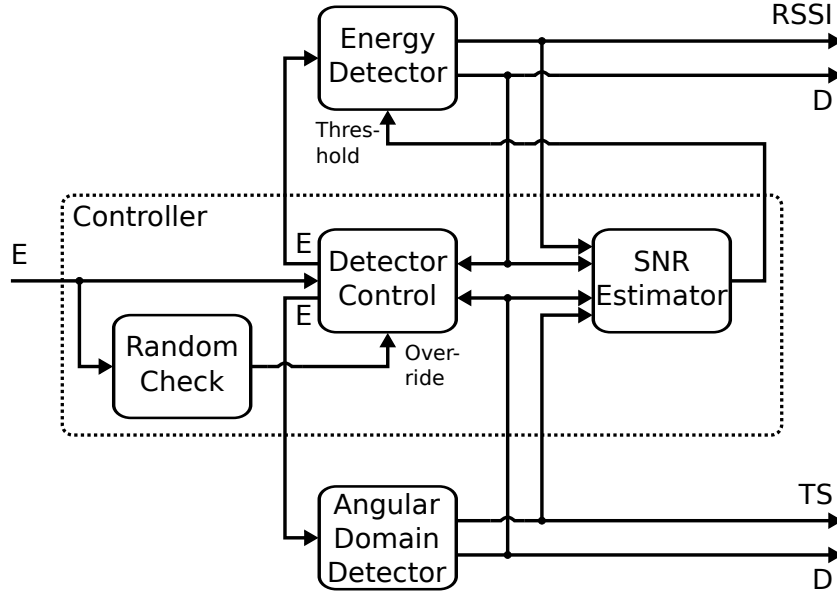 RSSI
Energy
Detector
D
Thres-
hold
Controller
E
E
Detector
Control
SNR
Estimator
E
Random
Check
Over-
ride
Angular
Domain
Detector
TS
D